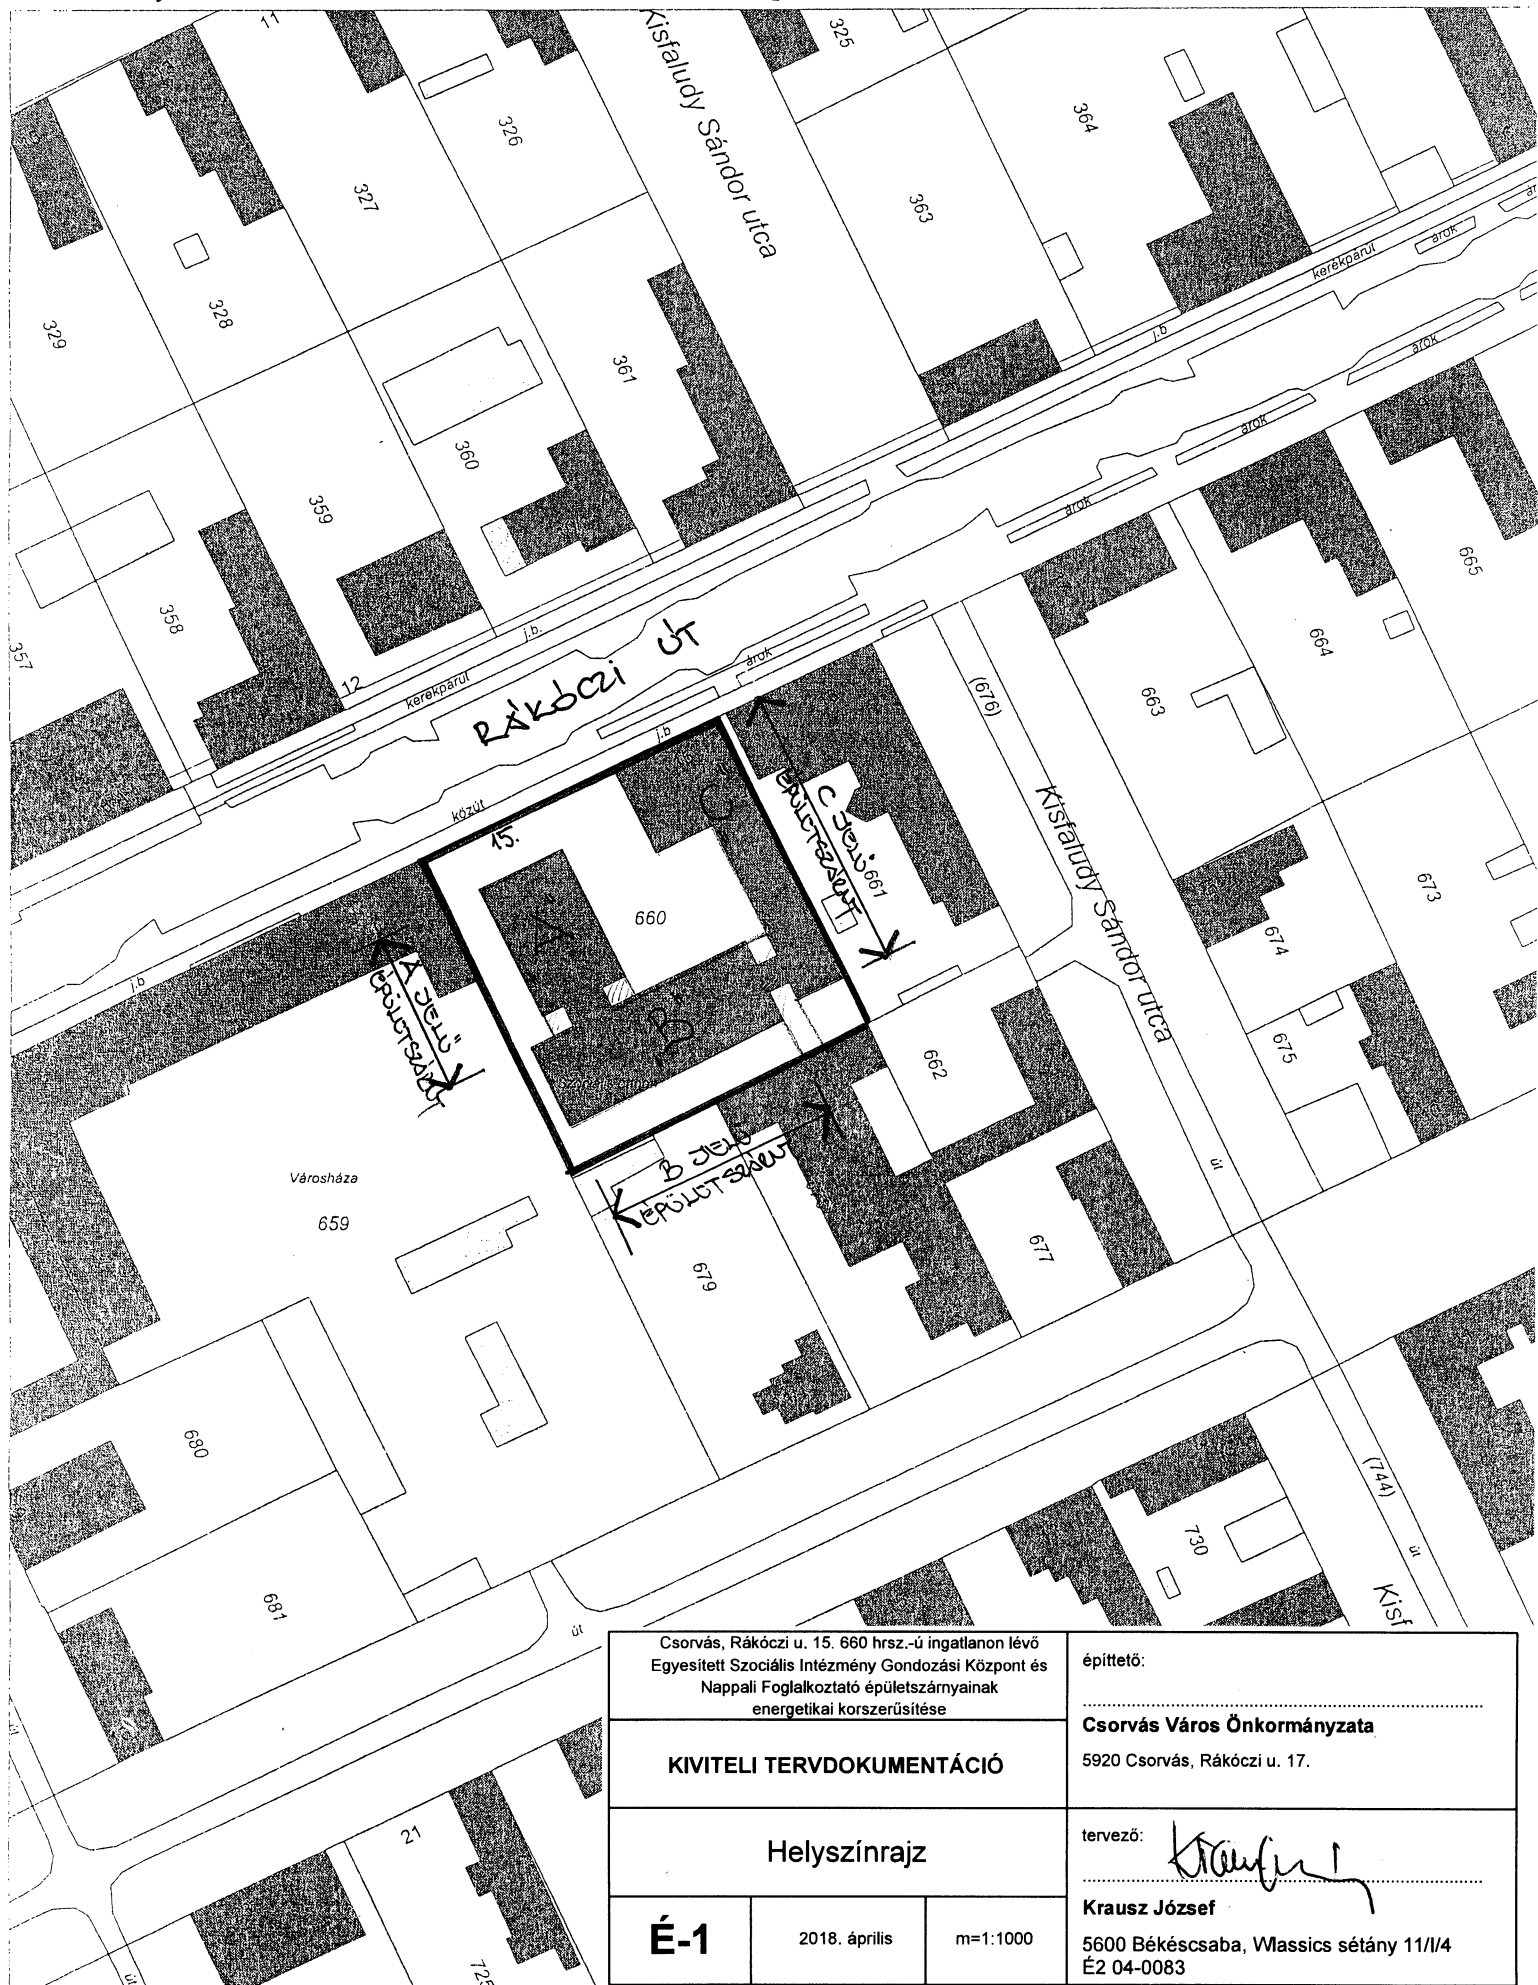 11
325
326
Kisfaludy Sándor utca
364
327
363
328
329
361
kerékpárút
árok
j.b
árok
360
359
árok
árok
358
357
665
664
j.b.
12
kerékpárút
RÁKÓCZI ÚT
árok
(676)
663
j.b
közút
15.
"C"
C JELŰ
ÉPÜLETSZÁRNY
661
Kisfaludy Sándor utca
673
674
"A"
660
j.b
"A JELŰ"
ÉPÜLETSZÁRNY
"B"
662
675
B JELŰ
ÉPÜLETSZÁRNY
út
Városháza
659
677
679
680
(744)
730
út
681
út
Kisf
21
725
út
Csorvás, Rákóczi u. 15. 660 hrsz.-ú ingatlanon lévő
Egyesített Szociális Intézmény Gondozási Központ és
Nappali Foglalkoztató épületszárnyainak
energetikai korszerűsítése
KIVITELI TERVDOKUMENTÁCIÓ
Helyszínrajz
É-1
2018. április
m=1:1000
építtető:
Csorvás Város Önkormányzata
5920 Csorvás, Rákóczi u. 17.
tervező:
Krausz József
5600 Békéscsaba, Wlassics sétány 11/I/4
É2 04-0083